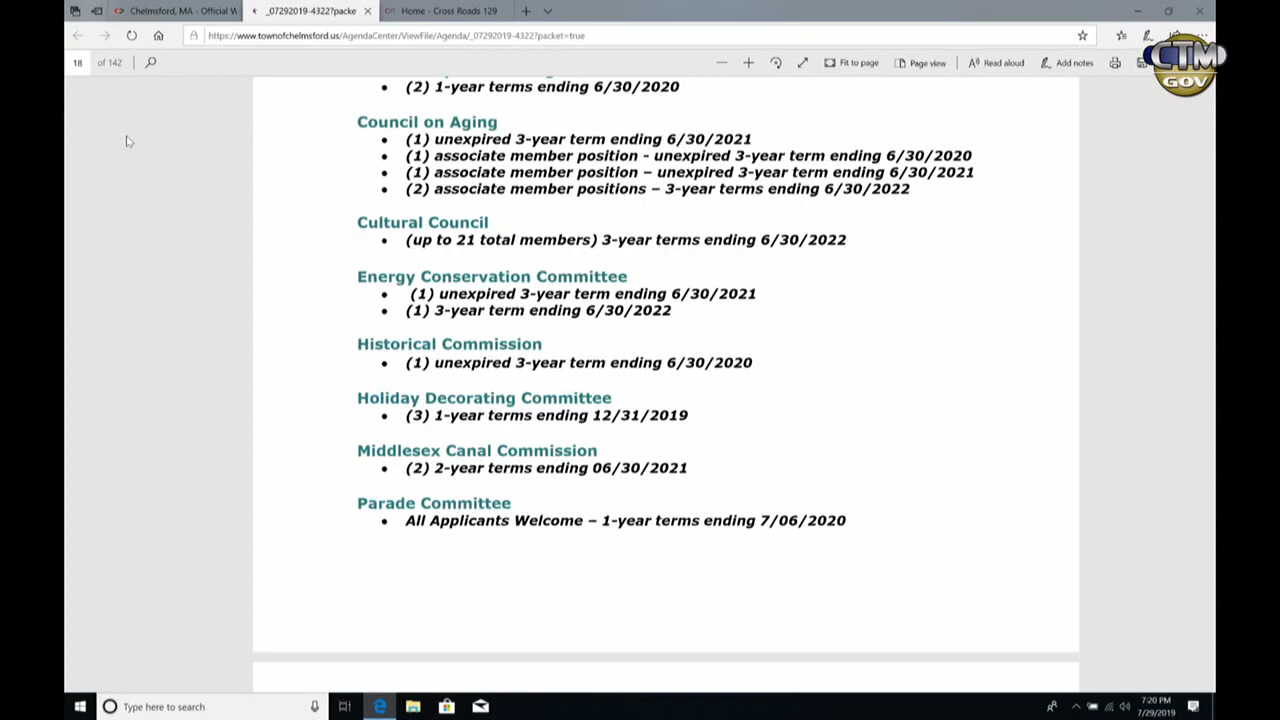 Chelmsford, MA - Official W
_07292019-4322?packe
Home - Cross Roads 129
https://www.townofchelmsford.us/AgendaCenter/ViewFile/Agenda/_07292019-4322?packet=true
18 of 142
Fit to page
Page view
Read aloud
Add notes
CTM
GOV
• (2) 1-year terms ending 6/30/2020
Council on Aging
• (1) unexpired 3-year term ending 6/30/2021
• (1) associate member position - unexpired 3-year term ending 6/30/2020
• (1) associate member position – unexpired 3-year term ending 6/30/2021
• (2) associate member positions – 3-year terms ending 6/30/2022
Cultural Council
• (up to 21 total members) 3-year terms ending 6/30/2022
Energy Conservation Committee
• (1) unexpired 3-year term ending 6/30/2021
• (1) 3-year term ending 6/30/2022
Historical Commission
• (1) unexpired 3-year term ending 6/30/2020
Holiday Decorating Committee
• (3) 1-year terms ending 12/31/2019
Middlesex Canal Commission
• (2) 2-year terms ending 06/30/2021
Parade Committee
• All Applicants Welcome – 1-year terms ending 7/06/2020
Type here to search
7:20 PM
7/29/2019